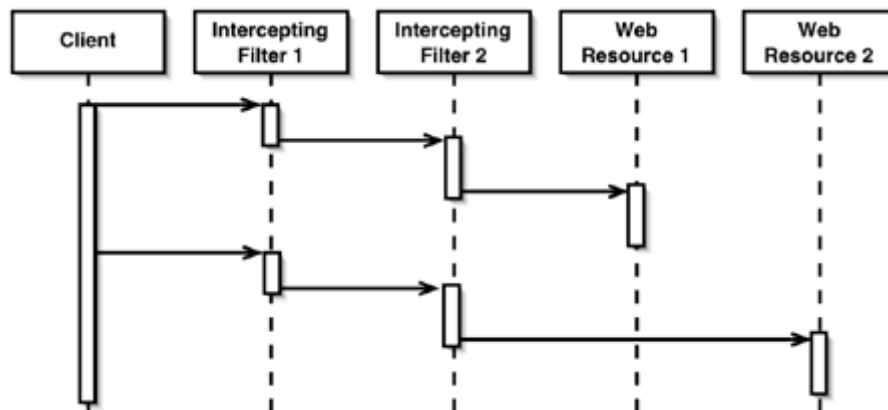 Client
Intercepting
Filter 1
Intercepting
Filter 2
Web
Resource 1
Web
Resource 2